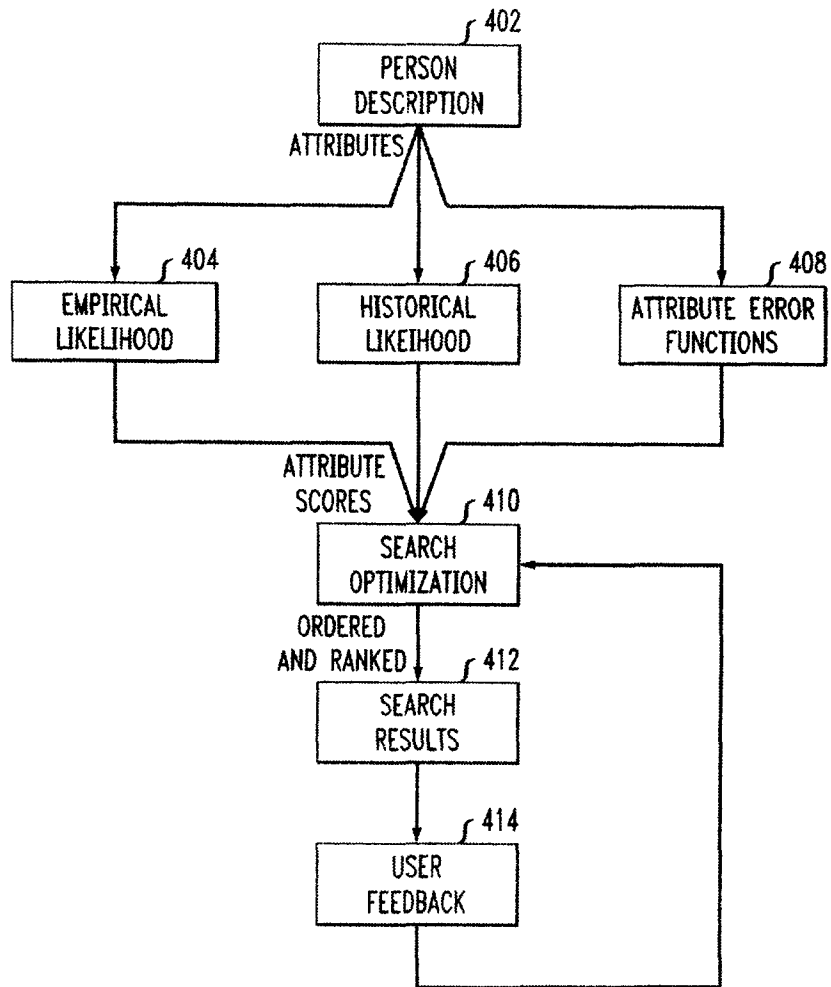 402
PERSON
DESCRIPTION
ATTRIBUTES
404
EMPIRICAL
LIKELIHOOD
406
HISTORICAL
LIKEIHOOD
408
ATTRIBUTE ERROR
FUNCTIONS
ATTRIBUTE
SCORES
410
SEARCH
OPTIMIZATION
ORDERED
AND RANKED
412
SEARCH
RESULTS
414
USER
FEEDBACK